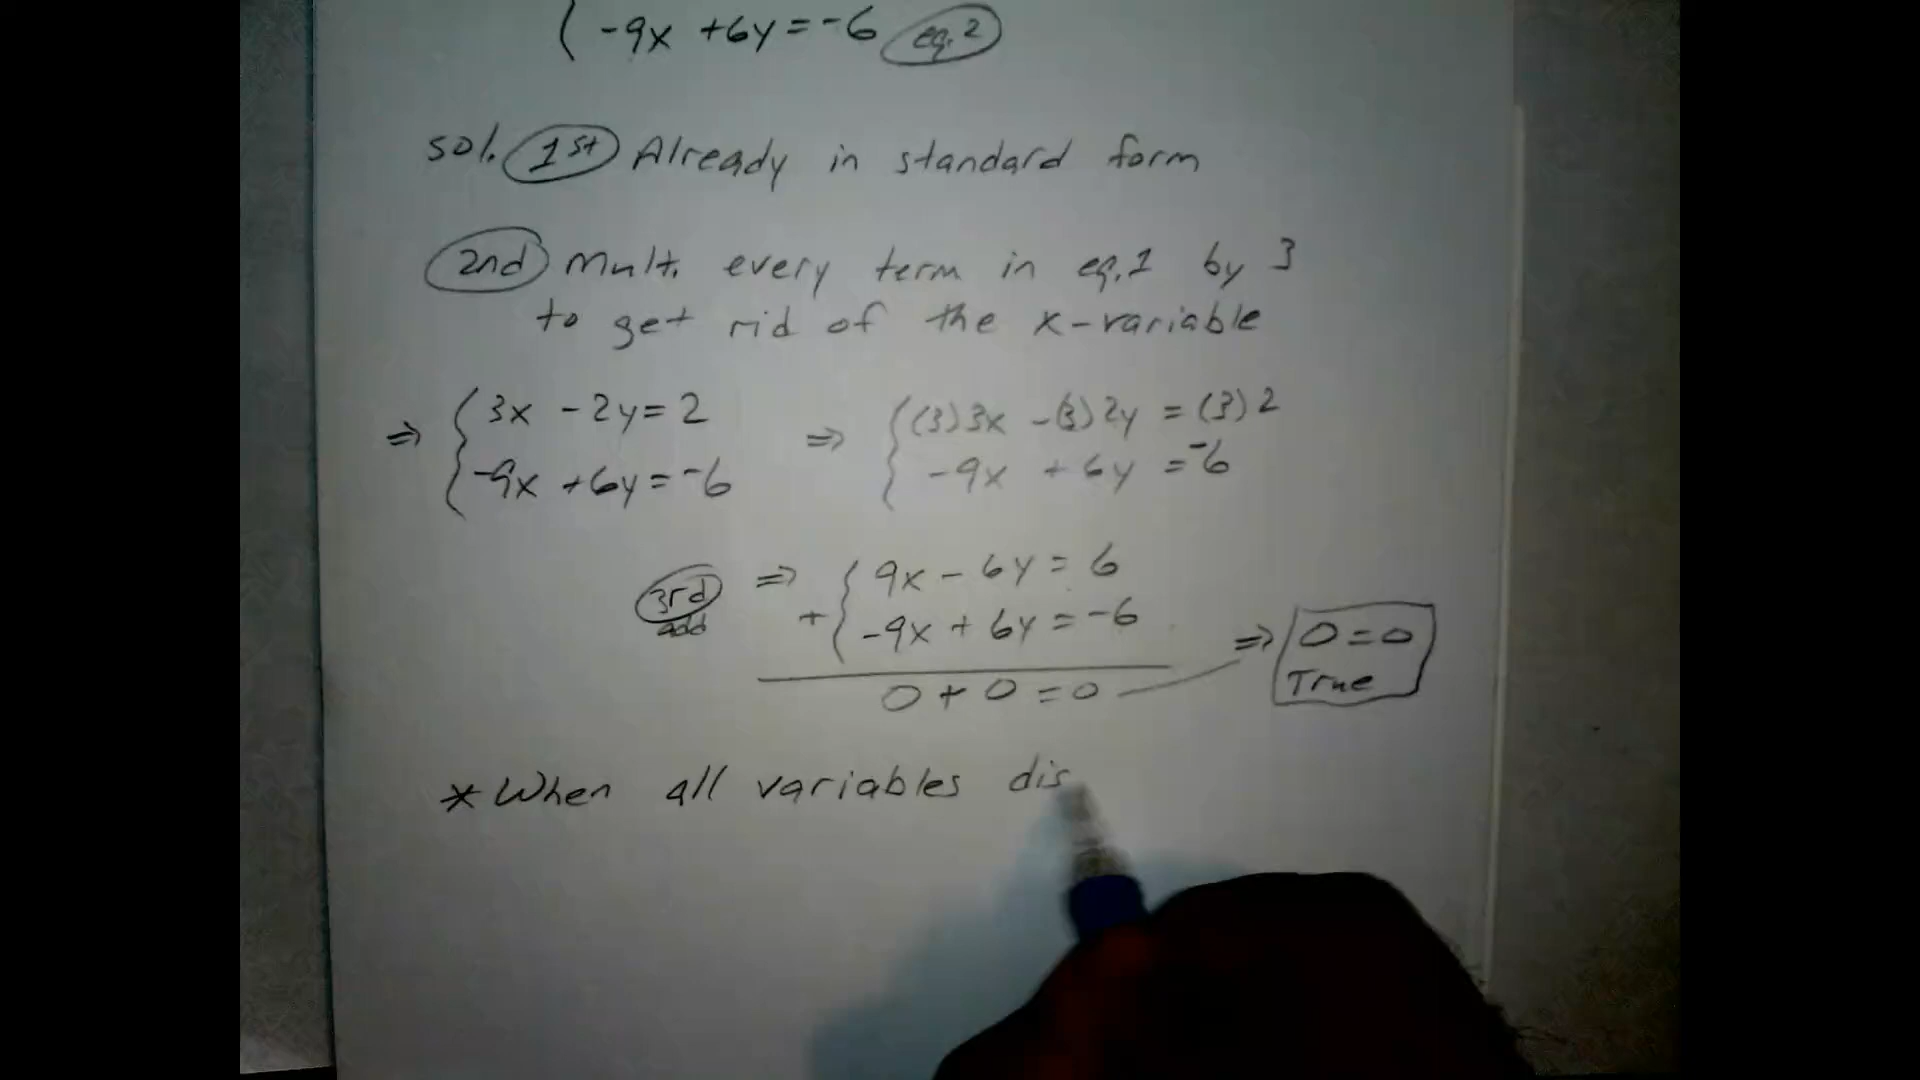 -9x +6y=-6 eq.2
sol. 1st Already in standard form
2nd Mult. every term in eq.1 by 3
to get rid of the x-variable
⇒ { 3x - 2y = 2 ⇒ { (3)3x - (3)2y = (3)2
-9x +6y = -6 -9x + 6y = -6
3rd ⇒ { 9x - 6y = 6
add + -9x + 6y = -6 ⇒ 0=0
0 + 0 = 0 True
* When all variables dis